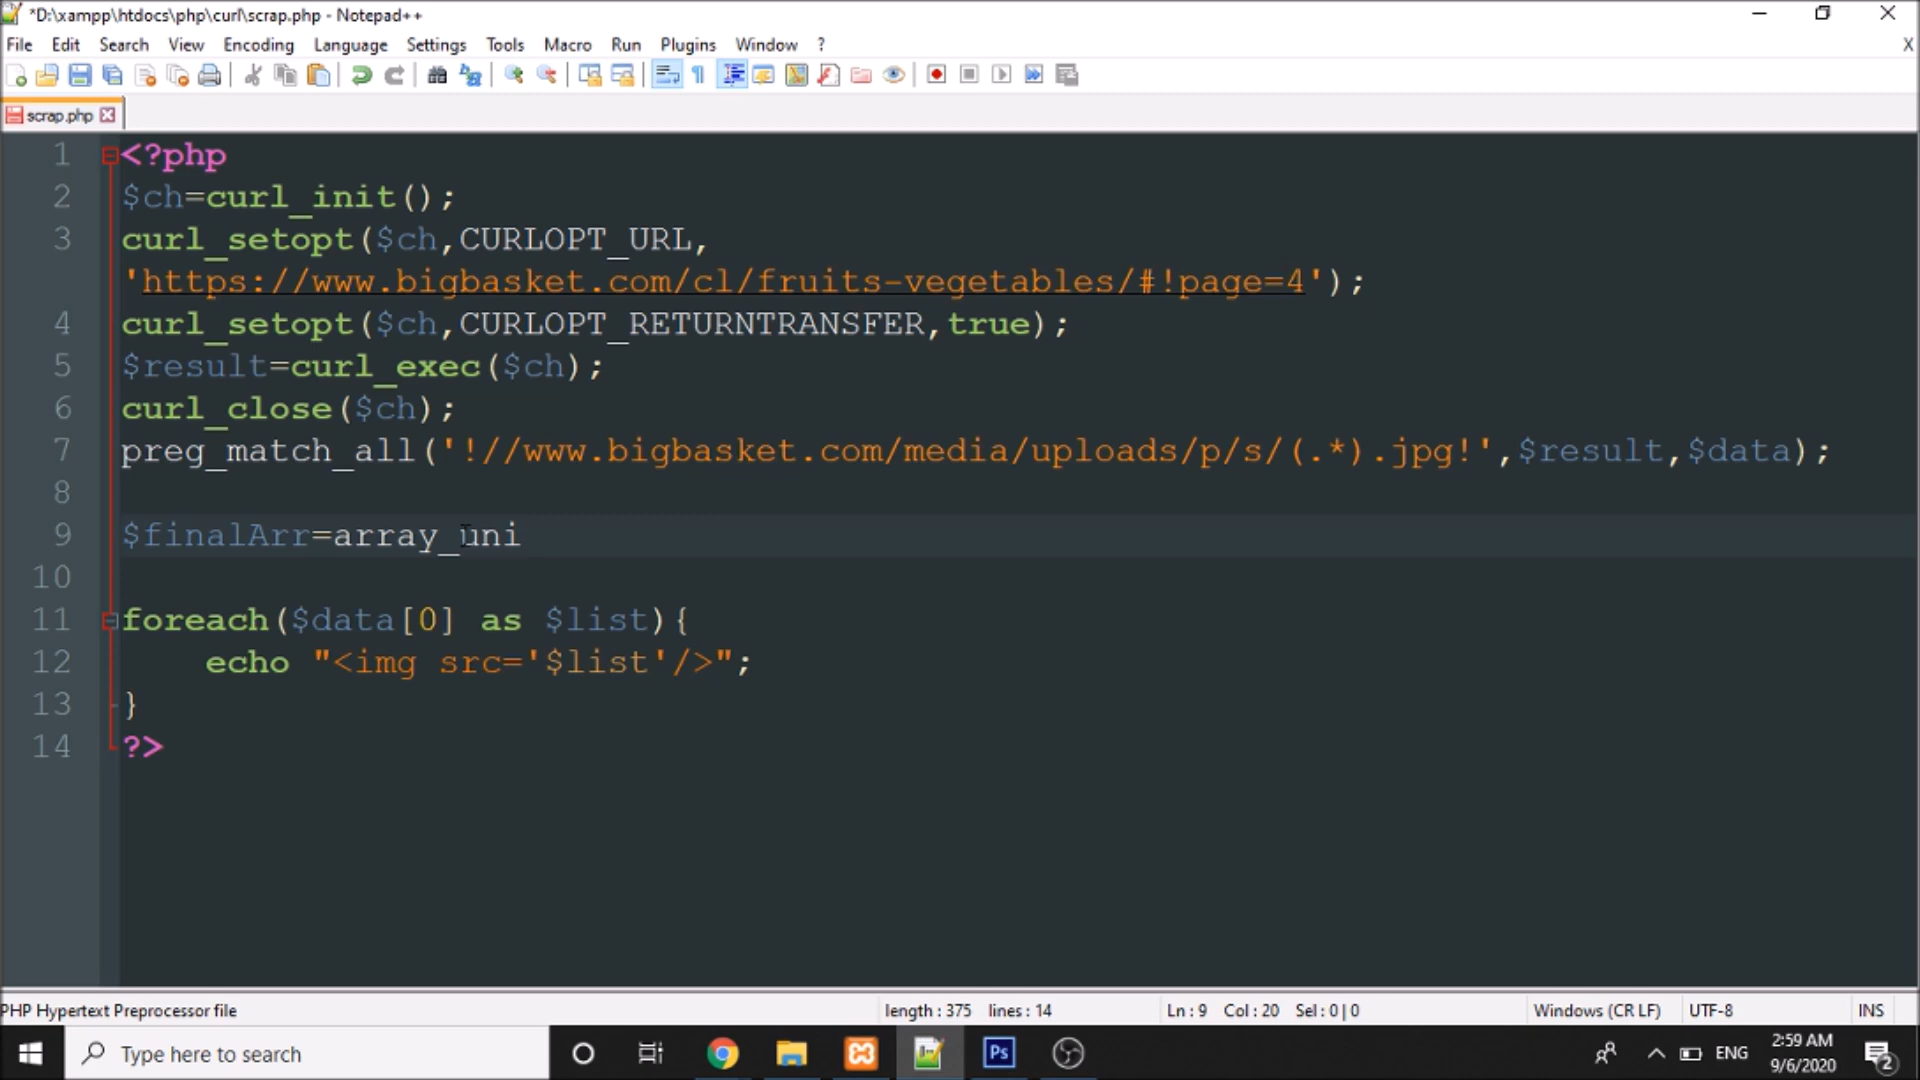 *D:\xampp\htdocs\php\curl\scrap.php - Notepad++
File Edit Search View Encoding Language Settings Tools Macro Run Plugins Window ? X
scrap.php
1 <?php
2 $ch=curl_init();
3 curl_setopt($ch,CURLOPT_URL,
'https://www.bigbasket.com/cl/fruits-vegetables/#!page=4');
4 curl_setopt($ch,CURLOPT_RETURNTRANSFER,true);
5 $result=curl_exec($ch);
6 curl_close($ch);
7 preg_match_all('!//www.bigbasket.com/media/uploads/p/s/(.*).jpg!',$result,$data);
8
9 $finalArr=array_uni
10
11 foreach($data[0] as $list){
12 echo "<img src='$list'/>";
13 }
14 ?>
PHP Hypertext Preprocessor file length : 375 lines : 14 Ln : 9 Col : 20 Sel : 0 | 0 Windows (CR LF) UTF-8 INS
Type here to search Ps ENG 2:59 AM
9/6/2020 2